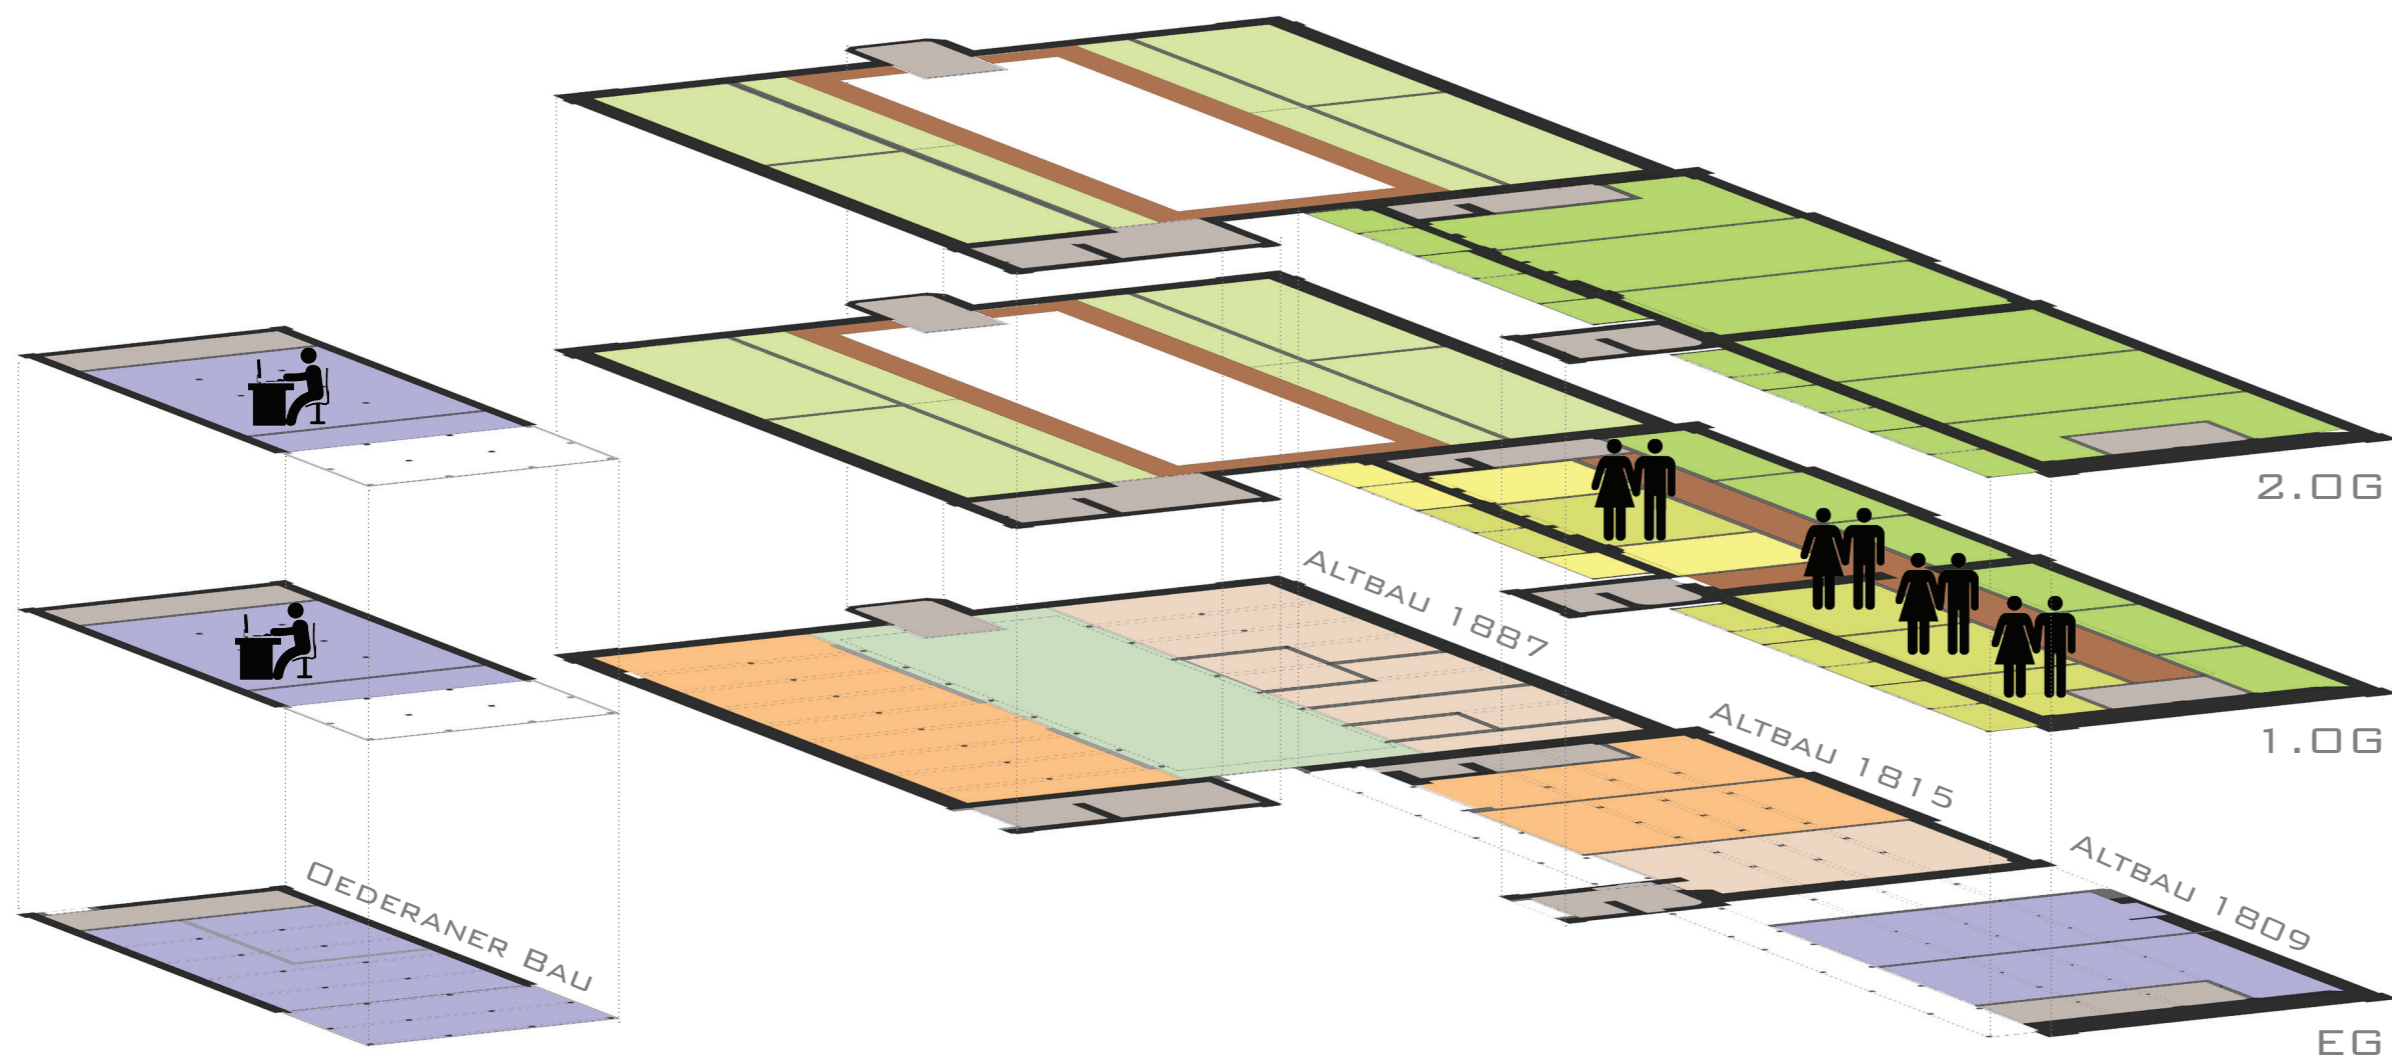 2.OG
ALTBAU 1887
1.OG
ALTBAU 1815
ALTBAU 1809
OEDERANER BAU
EG